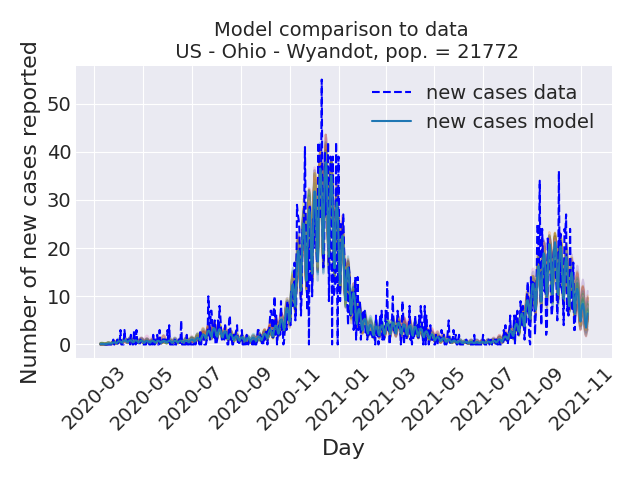 Model comparison to data
US - Ohio - Wyandot, pop. = 21772
Number of new cases reported
50
40
30
20
10
0
new cases data
new cases model
2020-03
2020-05
2020-07
2020-09
2020-11
2021-01
2021-03
2021-05
2021-07
2021-09
2021-11
Day